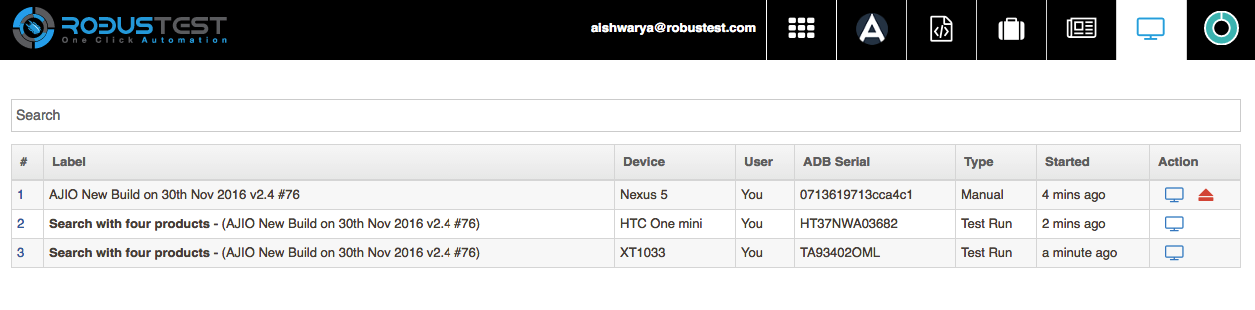 ROBUSTEST
One Click Automation
aishwarya@robustest.com
Search
# Label Device User ADB Serial Type Started Action
1 AJIO New Build on 30th Nov 2016 v2.4 #76 Nexus 5 You 0713619713cca4c1 Manual 4 mins ago
2 Search with four products - (AJIO New Build on 30th Nov 2016 v2.4 #76) HTC One mini You HT37NWA03682 Test Run 2 mins ago
3 Search with four products - (AJIO New Build on 30th Nov 2016 v2.4 #76) XT1033 You TA93402OML Test Run a minute ago